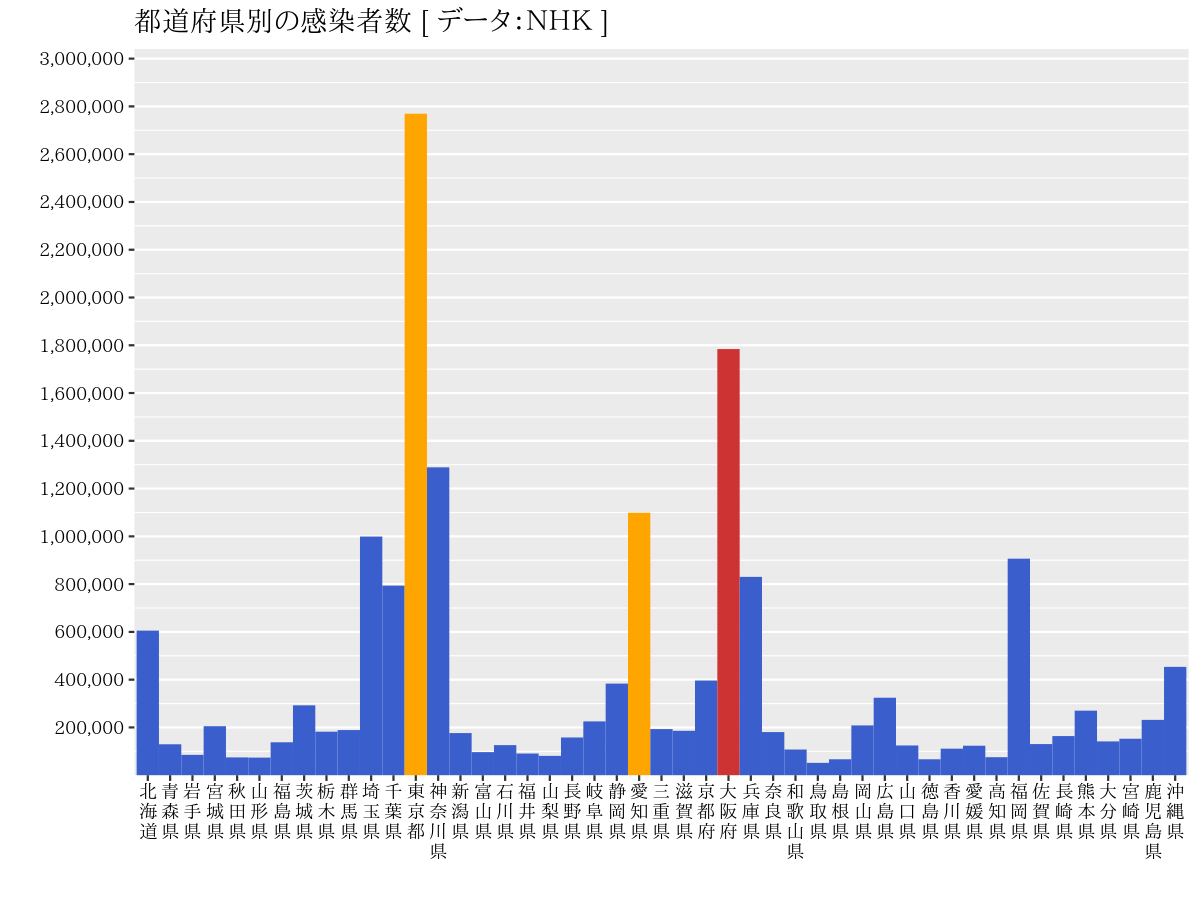 都道府県別の感染者数 [ データ:NHK ]
3,000,000
2,800,000
2,600,000
2,400,000
2,200,000
2,000,000
1,800,000
1,600,000
1,400,000
1,200,000
1,000,000
800,000
600,000
400,000
200,000
北海道
青森県
岩手県
宮城県
秋田県
山形県
福島県
茨城県
栃木県
群馬県
埼玉県
千葉県
東京都
神奈川県
新潟県
富山県
石川県
福井県
山梨県
長野県
岐阜県
静岡県
愛知県
三重県
滋賀県
京都府
大阪府
兵庫県
奈良県
和歌山県
鳥取県
島根県
岡山県
広島県
山口県
徳島県
香川県
愛媛県
高知県
福岡県
佐賀県
長崎県
熊本県
大分県
宮崎県
鹿児島県
沖縄県